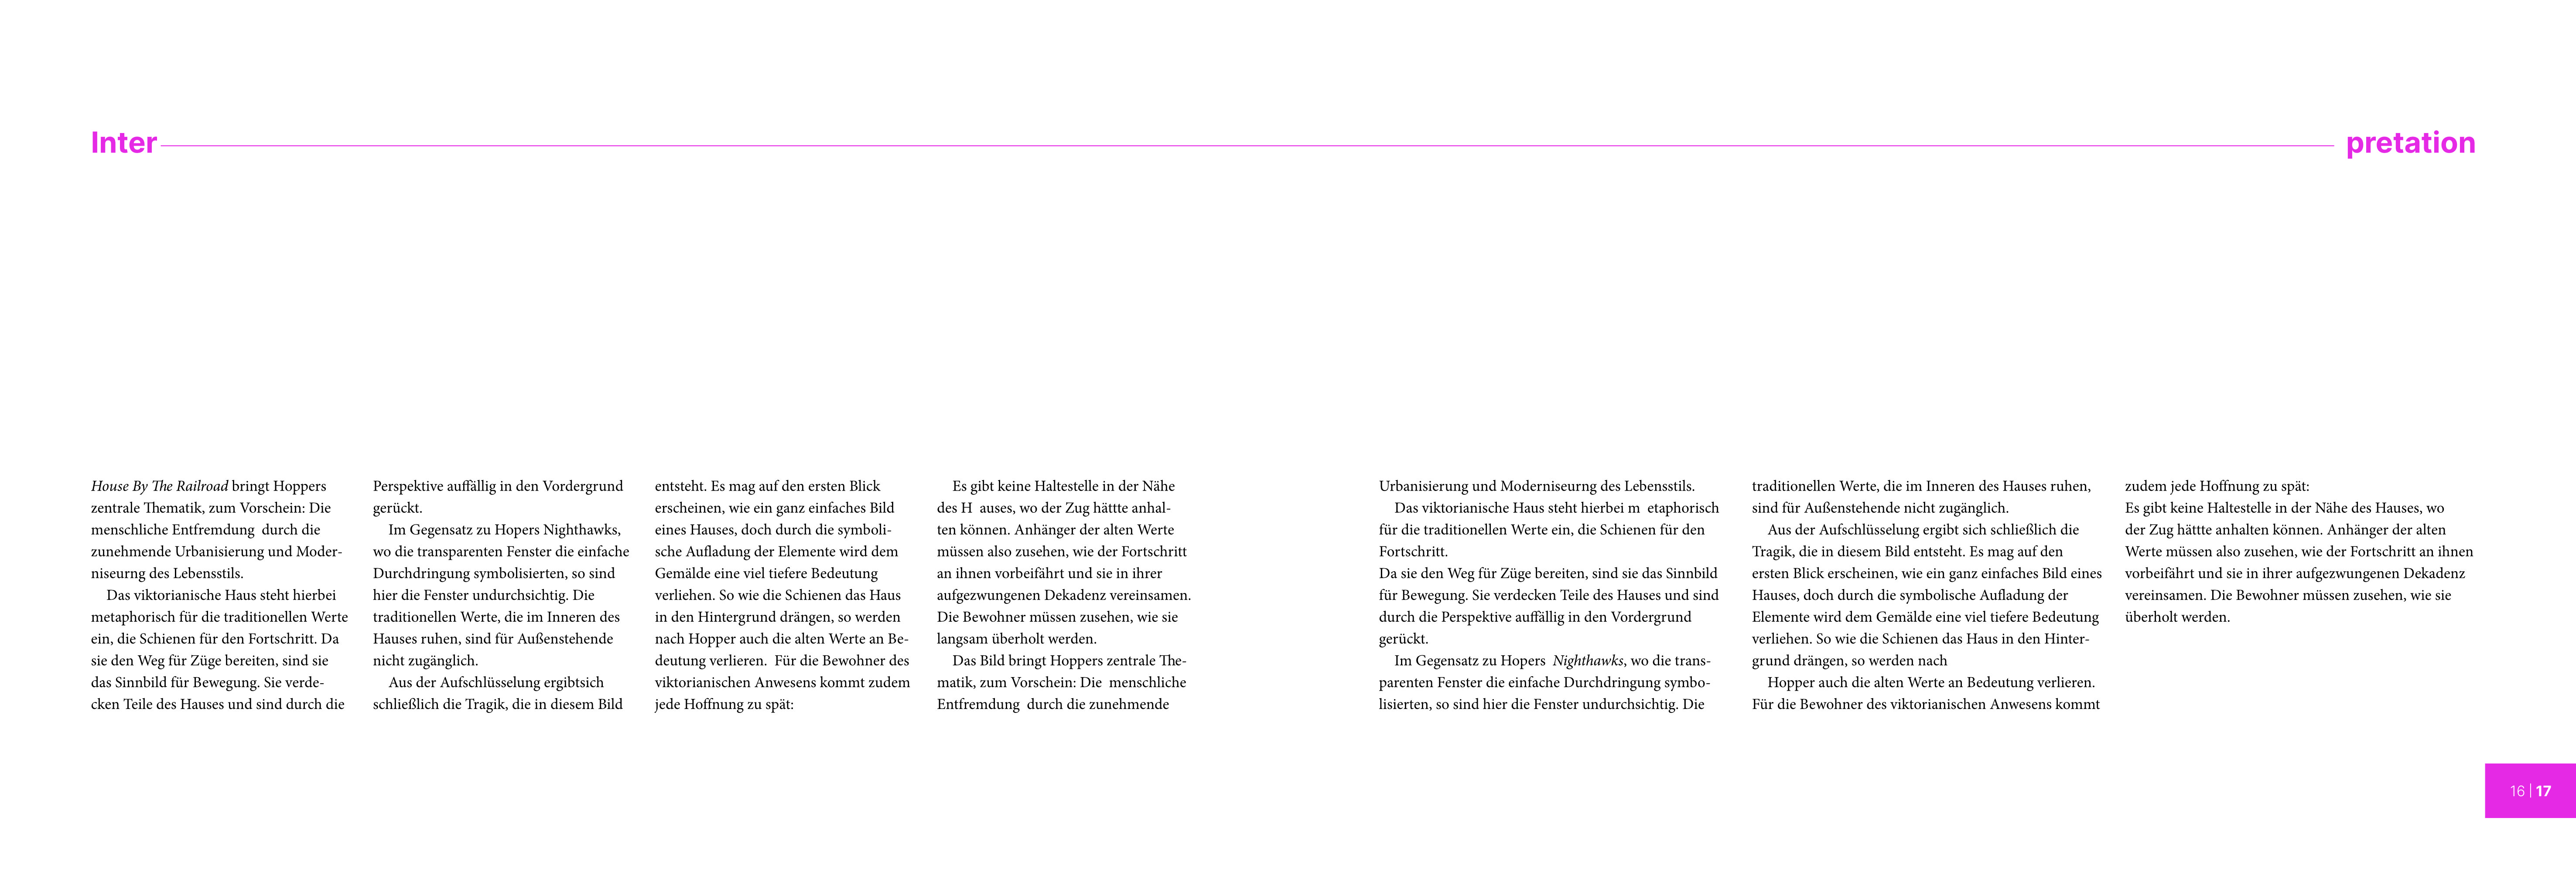 Inter
pretation
House By The Railroad bringt Hoppers
zentrale Thematik, zum Vorschein: Die
menschliche Entfremdung  durch die
zunehmende Urbanisierung und Moder-
niseurng des Lebensstils.
Das viktorianische Haus steht hierbei
metaphorisch für die traditionellen Werte
ein, die Schienen für den Fortschritt. Da
sie den Weg für Züge bereiten, sind sie
das Sinnbild für Bewegung. Sie verde-
cken Teile des Hauses und sind durch die
Perspektive auffällig in den Vordergrund
gerückt.
Im Gegensatz zu Hopers Nighthawks,
wo die transparenten Fenster die einfache
Durchdringung symbolisierten, so sind
hier die Fenster undurchsichtig. Die
traditionellen Werte, die im Inneren des
Hauses ruhen, sind für Außenstehende
nicht zugänglich.
Aus der Aufschlüsselung ergibtsich
schließlich die Tragik, die in diesem Bild
entsteht. Es mag auf den ersten Blick
erscheinen, wie ein ganz einfaches Bild
eines Hauses, doch durch die symboli-
sche Aufladung der Elemente wird dem
Gemälde eine viel tiefere Bedeutung
verliehen. So wie die Schienen das Haus
in den Hintergrund drängen, so werden
nach Hopper auch die alten Werte an Be-
deutung verlieren.  Für die Bewohner des
viktorianischen Anwesens kommt zudem
jede Hoffnung zu spät:
Es gibt keine Haltestelle in der Nähe
des H  auses, wo der Zug hättte anhal-
ten können. Anhänger der alten Werte
müssen also zusehen, wie der Fortschritt
an ihnen vorbeifährt und sie in ihrer
aufgezwungenen Dekadenz vereinsamen.
Die Bewohner müssen zusehen, wie sie
langsam überholt werden.
Das Bild bringt Hoppers zentrale The-
matik, zum Vorschein: Die  menschliche
Entfremdung  durch die zunehmende
Urbanisierung und Moderniseurng des Lebensstils.
Das viktorianische Haus steht hierbei m  etaphorisch
für die traditionellen Werte ein, die Schienen für den
Fortschritt.
Da sie den Weg für Züge bereiten, sind sie das Sinnbild
für Bewegung. Sie verdecken Teile des Hauses und sind
durch die Perspektive auffällig in den Vordergrund
gerückt.
Im Gegensatz zu Hopers  Nighthawks, wo die trans-
parenten Fenster die einfache Durchdringung symbo-
lisierten, so sind hier die Fenster undurchsichtig. Die
traditionellen Werte, die im Inneren des Hauses ruhen,
sind für Außenstehende nicht zugänglich.
Aus der Aufschlüsselung ergibt sich schließlich die
Tragik, die in diesem Bild entsteht. Es mag auf den
ersten Blick erscheinen, wie ein ganz einfaches Bild eines
Hauses, doch durch die symbolische Aufladung der
Elemente wird dem Gemälde eine viel tiefere Bedeutung
verliehen. So wie die Schienen das Haus in den Hinter-
grund drängen, so werden nach
Hopper auch die alten Werte an Bedeutung verlieren.
Für die Bewohner des viktorianischen Anwesens kommt
zudem jede Hoffnung zu spät:
Es gibt keine Haltestelle in der Nähe des Hauses, wo
der Zug hättte anhalten können. Anhänger der alten
Werte müssen also zusehen, wie der Fortschritt an ihnen
vorbeifährt und sie in ihrer aufgezwungenen Dekadenz
vereinsamen. Die Bewohner müssen zusehen, wie sie
überholt werden.
16 | 17